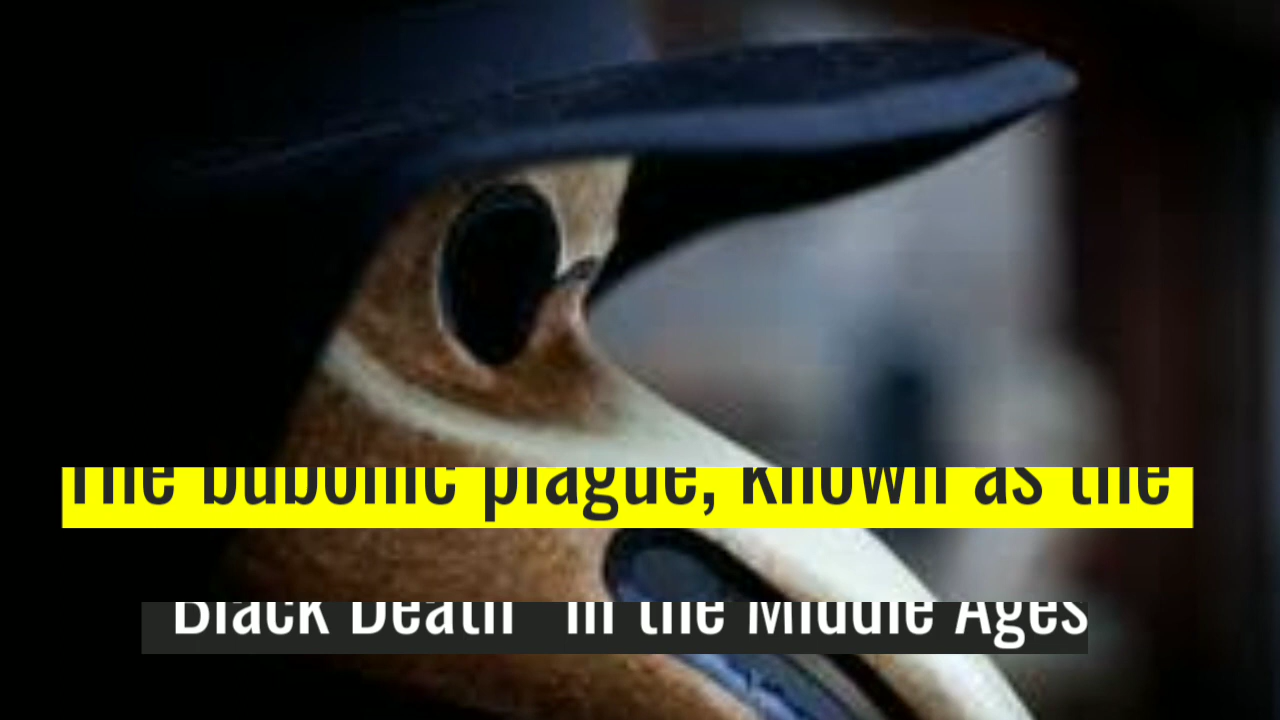 The bubonic plague, known as the
"Black Death" in the Middle Ages